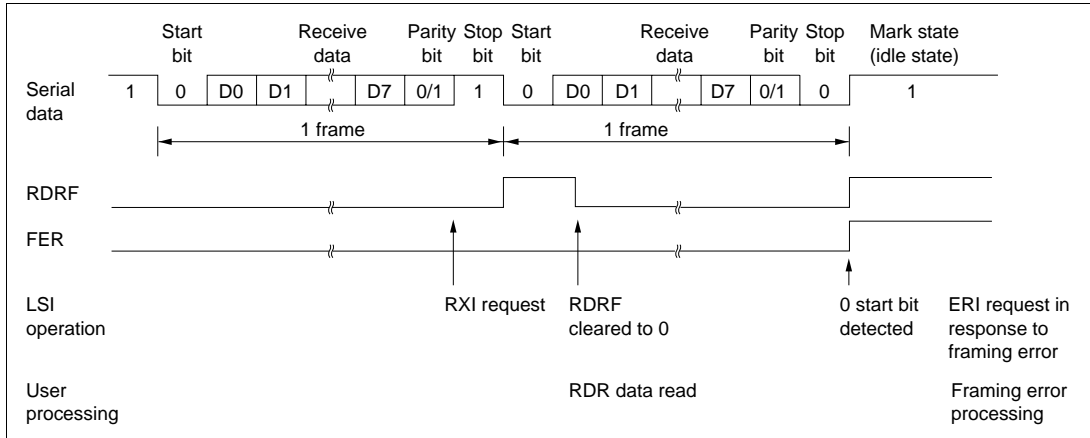 Start Receive Parity Stop Start Receive Parity Stop Mark state
bit data bit bit bit data bit bit (idle state)
Serial
data
1 0 D0 D1 D7 0/1 1 0 D0 D1 D7 0/1 0 1
1 frame 1 frame
RDRF
FER
LSI
operation
RXI request
RDRF
cleared to 0
0 start bit
detected
ERI request in
response to
framing error
User
processing
RDR data read
Framing error
processing